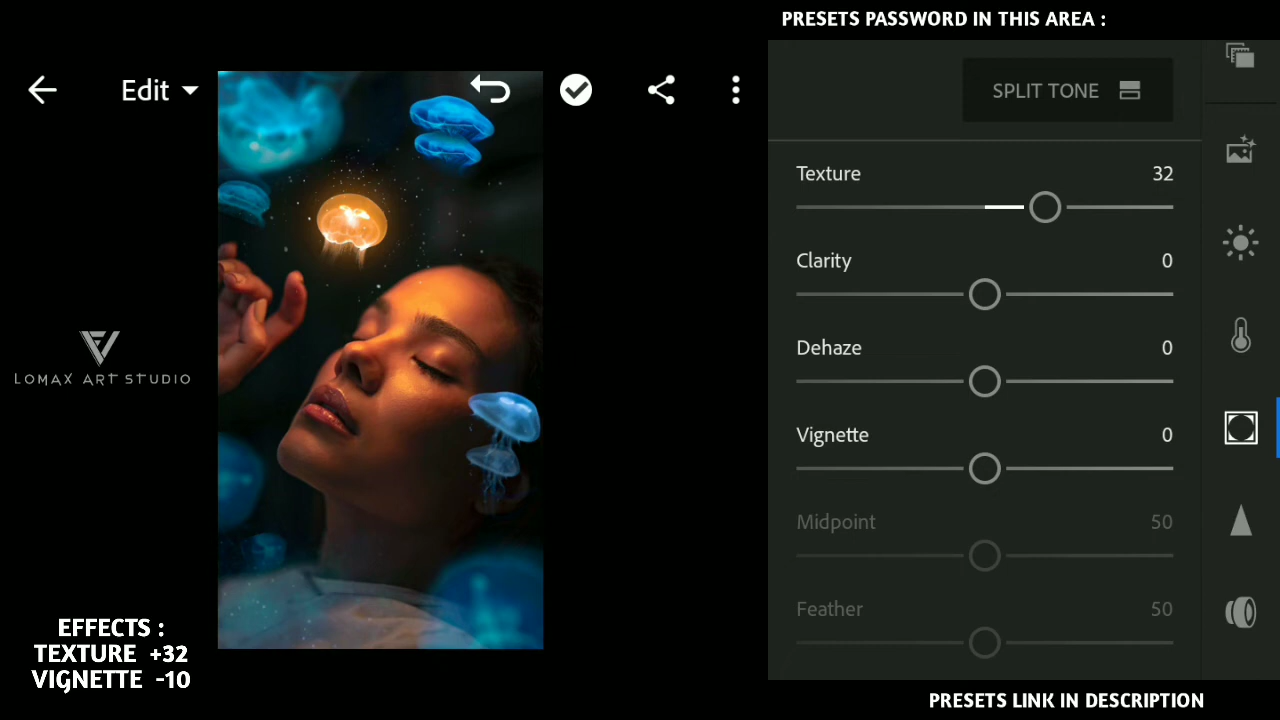 PRESETS PASSWORD IN THIS AREA :
Edit
SPLIT TONE
Texture 32
Clarity 0
Dehaze 0
Vignette 0
Midpoint 50
Feather 50
LOMAX ART STUDIO
EFFECTS :
TEXTURE +32
VIGNETTE -10
PRESETS LINK IN DESCRIPTION